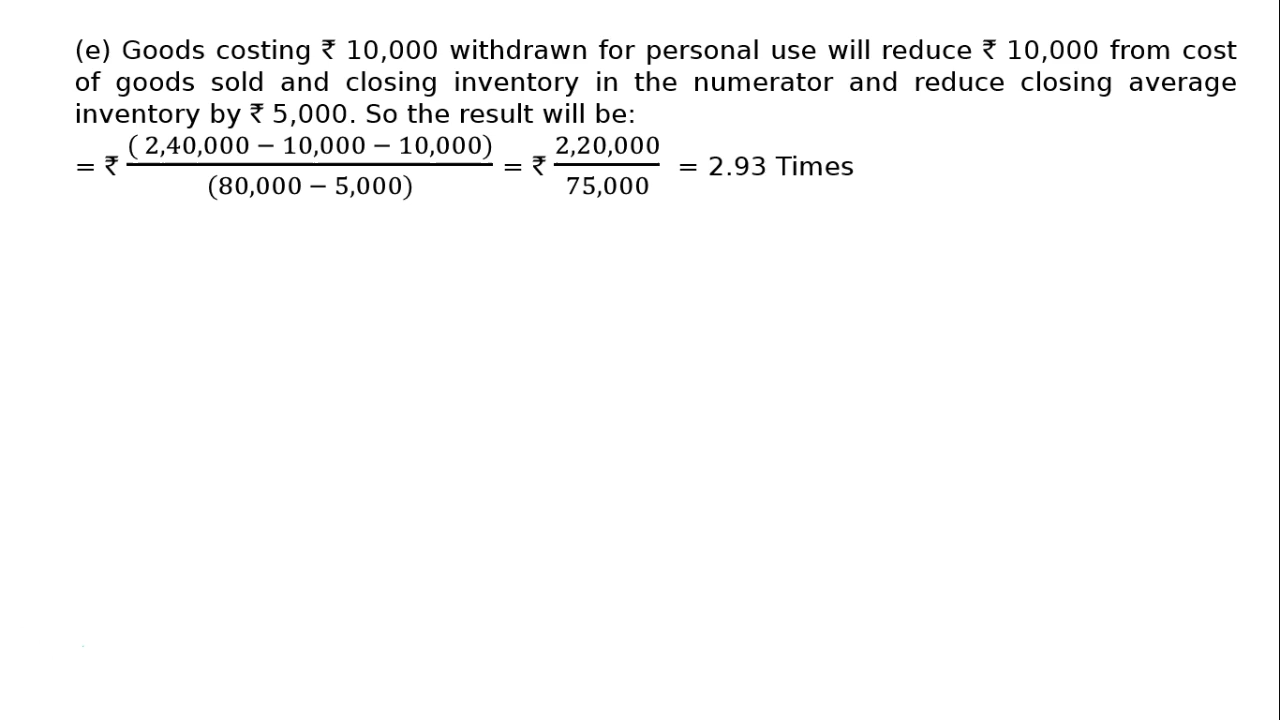 (e) Goods costing ₹ 10,000 withdrawn for personal use will reduce ₹ 10,000 from cost
of goods sold and closing inventory in the numerator and reduce closing average
inventory by ₹ 5,000. So the result will be:
= ₹ ( 2,40,000 − 10,000 − 10,000) / (80,000 − 5,000) = ₹ 2,20,000 / 75,000 = 2.93 Times